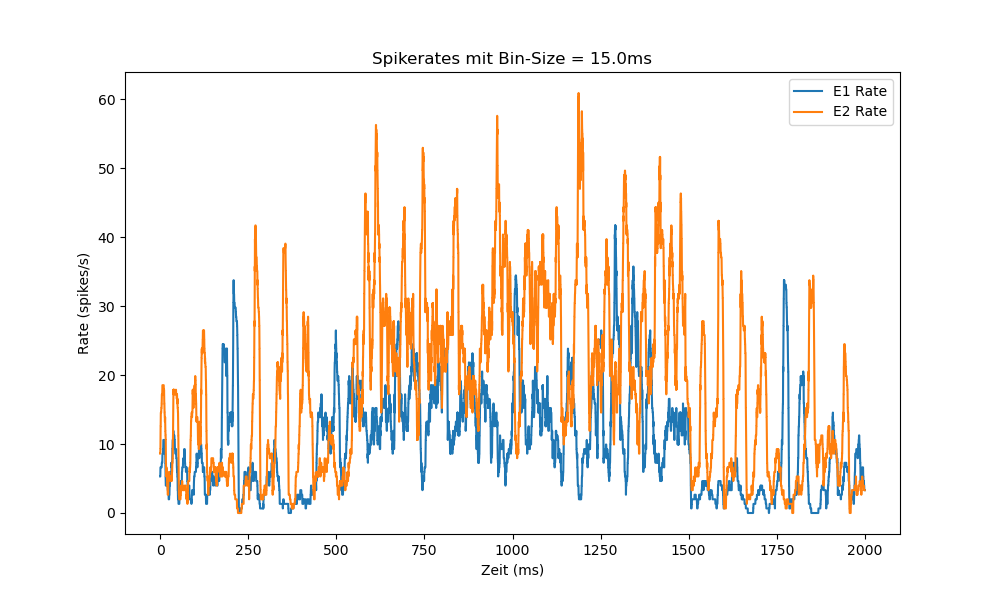 Spikerates mit Bin-Size = 15.0ms
E1 Rate
E2 Rate
60
50
40
30
20
10
0
Rate (spikes/s)
0 250 500 750 1000 1250 1500 1750 2000
Zeit (ms)